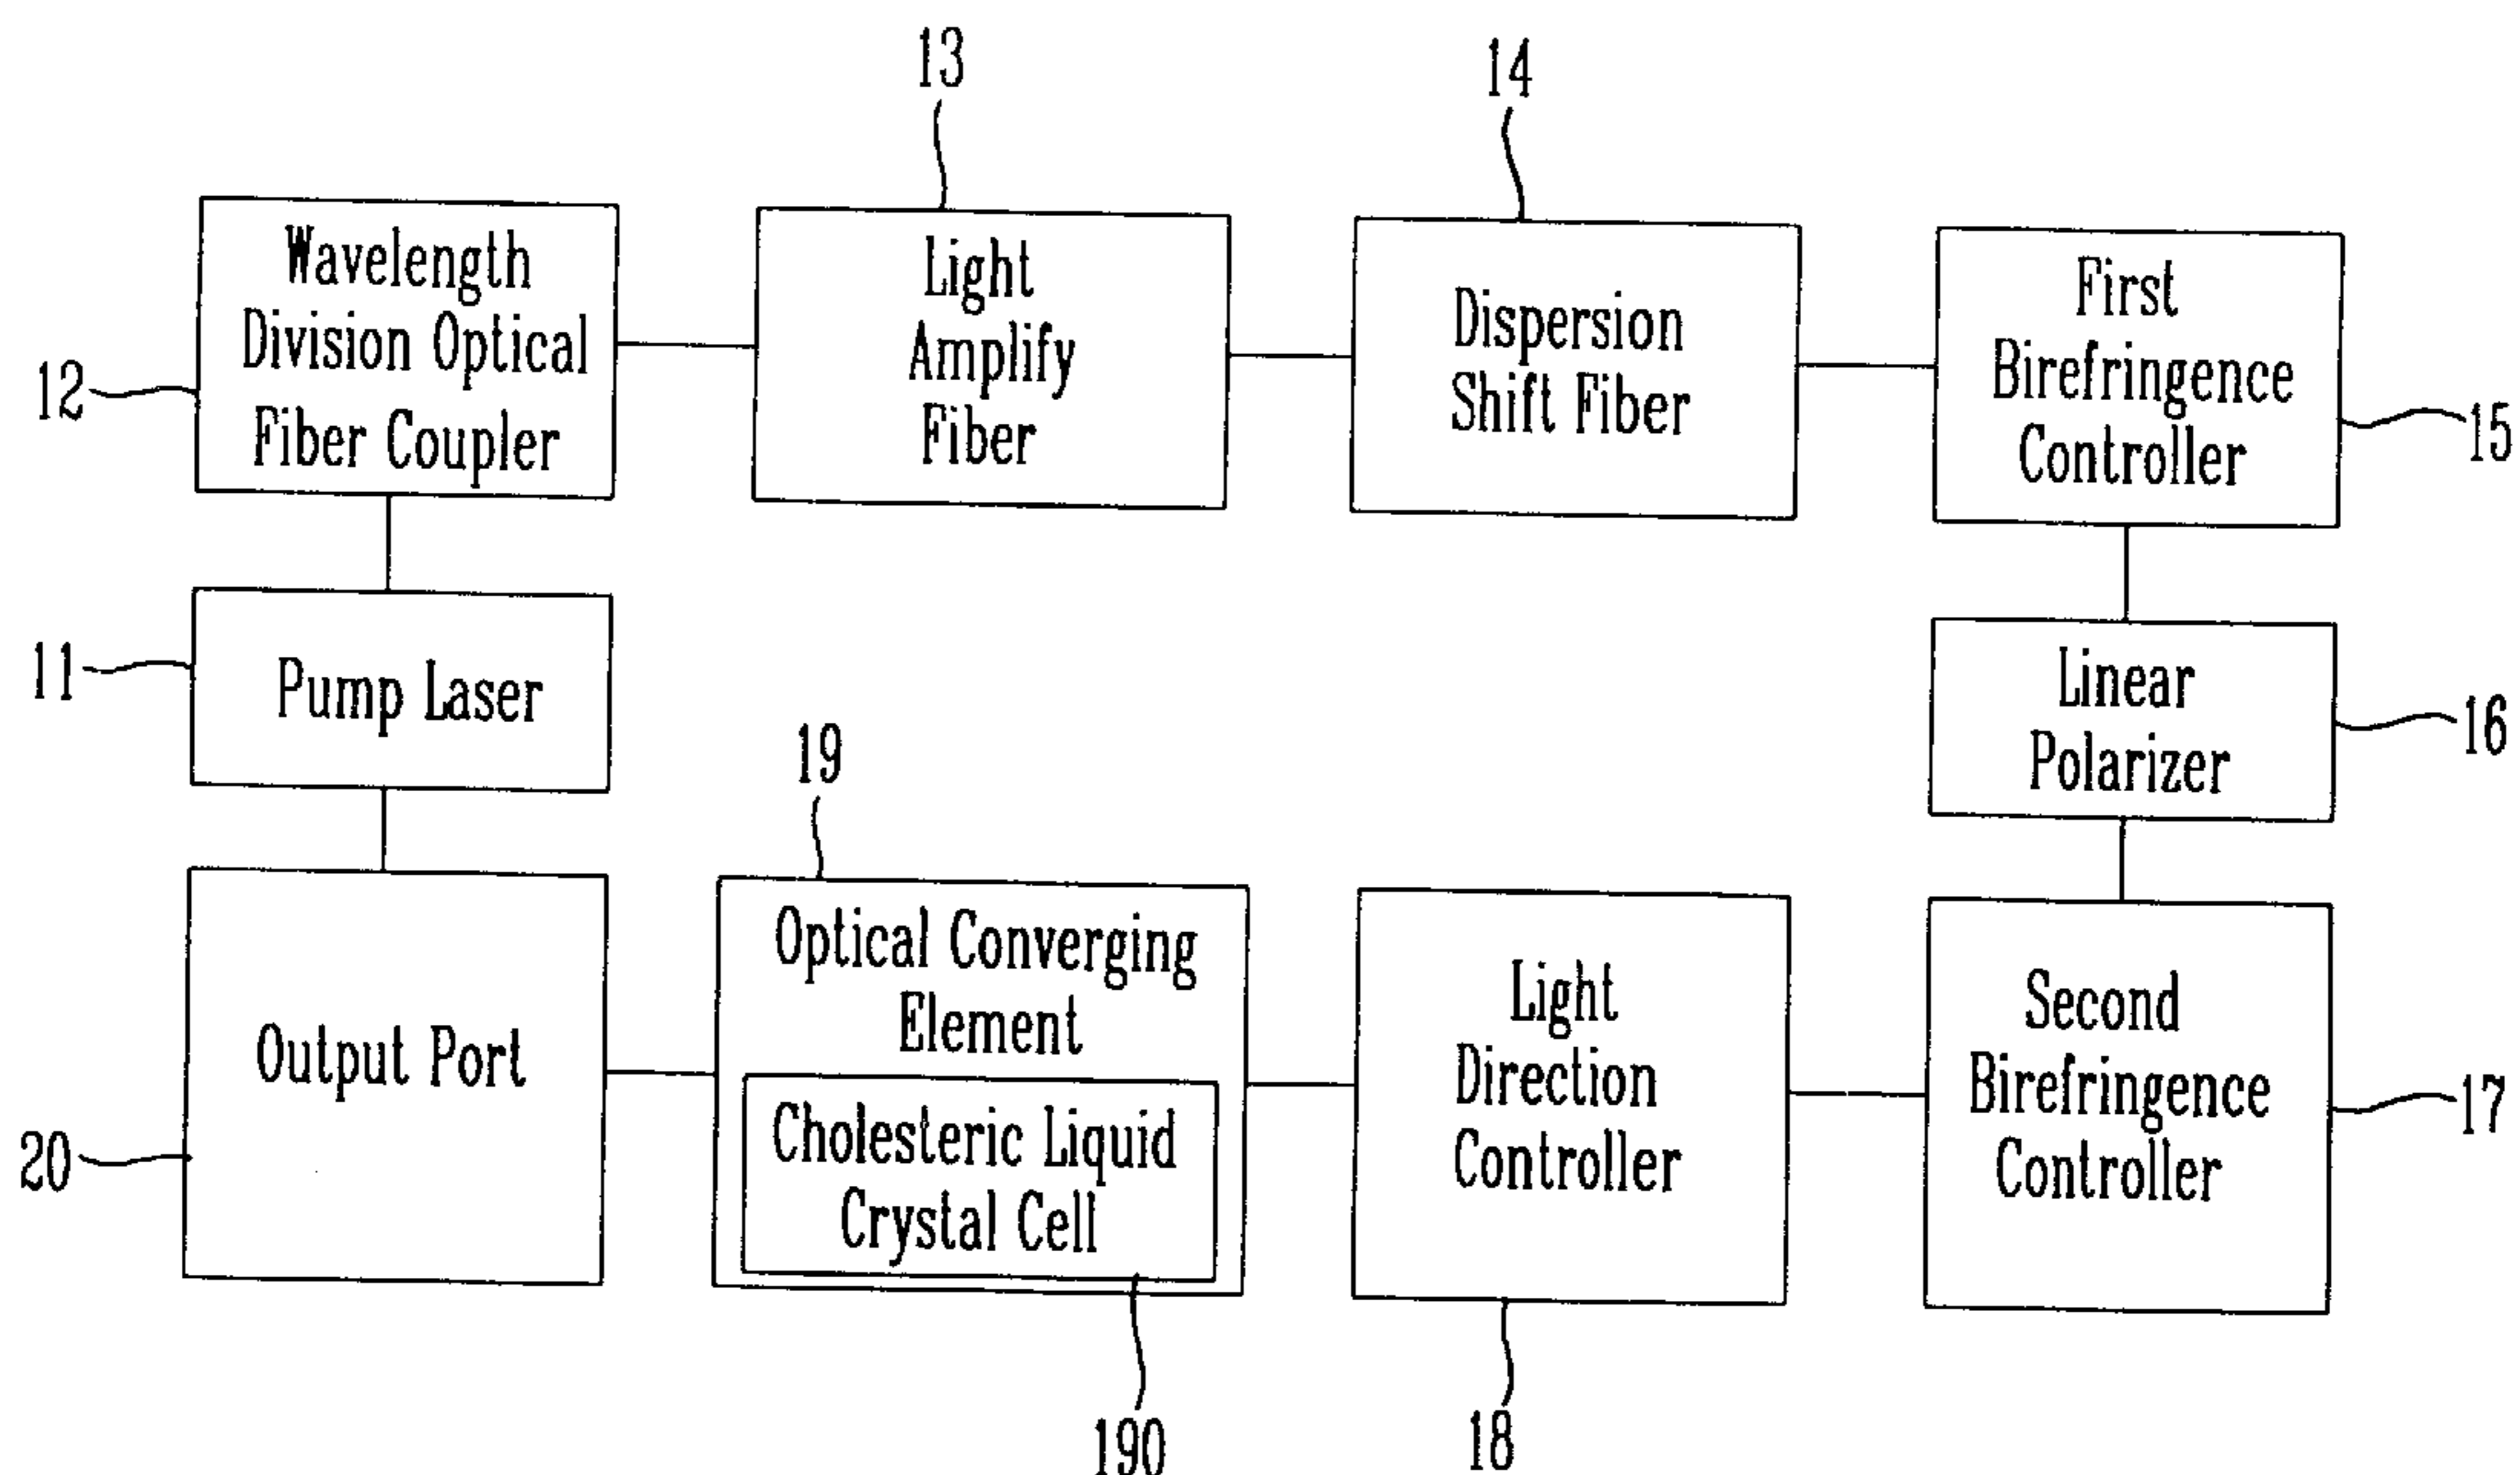 13
14
Wavelength
Division Optical
Fiber Coupler
Light
Amplify
Fiber
Dispersion
Shift Fiber
First
Birefringence
Controller
12
15
11
Pump Laser
Linear
Polarizer
16
19
Output Port
Optical Converging
Element
Cholesteric Liquid
Crystal Cell
Light
Direction
Controller
Second
Birefringence
Controller
17
20
190
18